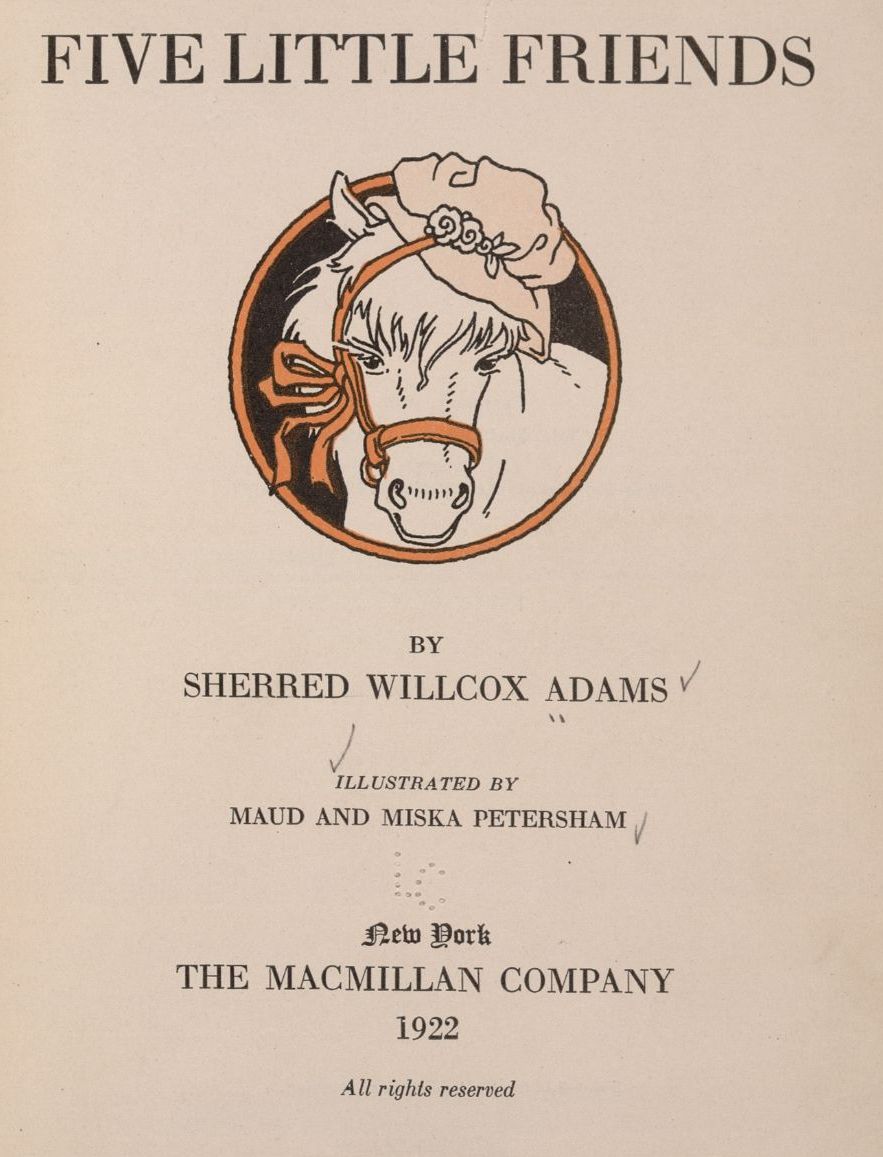 FIVE LITTLE FRIENDS
BY
SHERRED WILLCOX ADAMS
ILLUSTRATED BY
MAUD AND MISKA PETERSHAM
LC
New York
THE MACMILLAN COMPANY
1922
All rights reserved